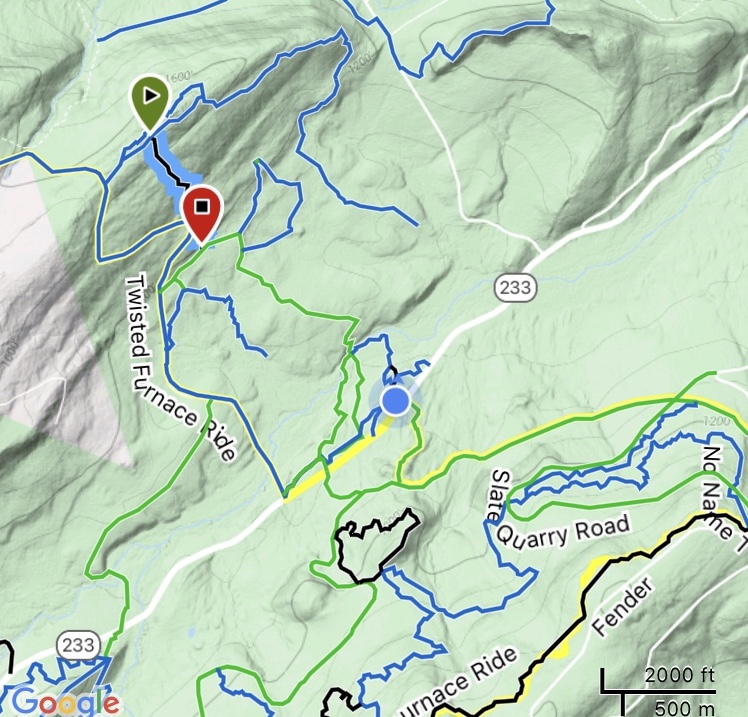 1600
1200
233
Twisted Furnace Ride
1200
No Name T
Slate Quarry Road
1600
Fender
233
urnace Ride
2000 ft
500 m
Google